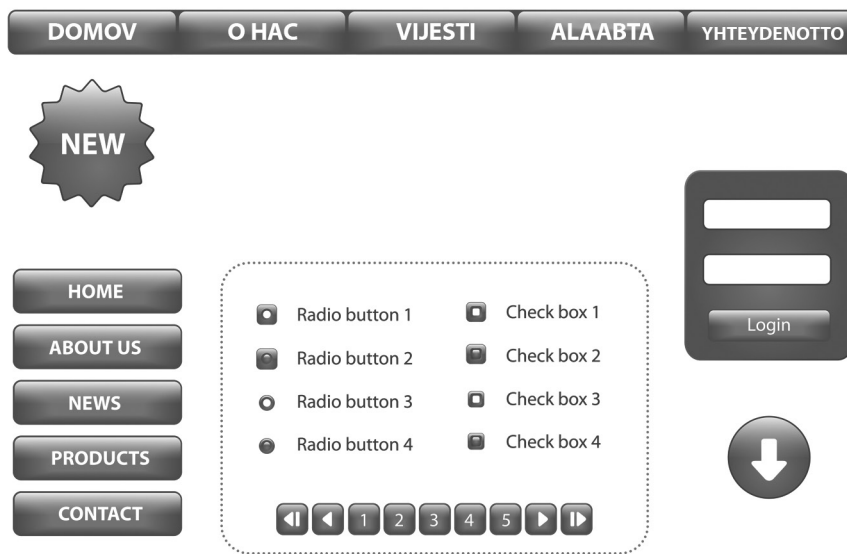 DOMOV
O HAC
VIJESTI
ALAABTA
YHTEYDENOTTO
NEW
HOME
ABOUT US
NEWS
PRODUCTS
CONTACT
Radio button 1
Radio button 2
Radio button 3
Radio button 4
Check box 1
Check box 2
Check box 3
Check box 4
1 2 3 4 5
Login